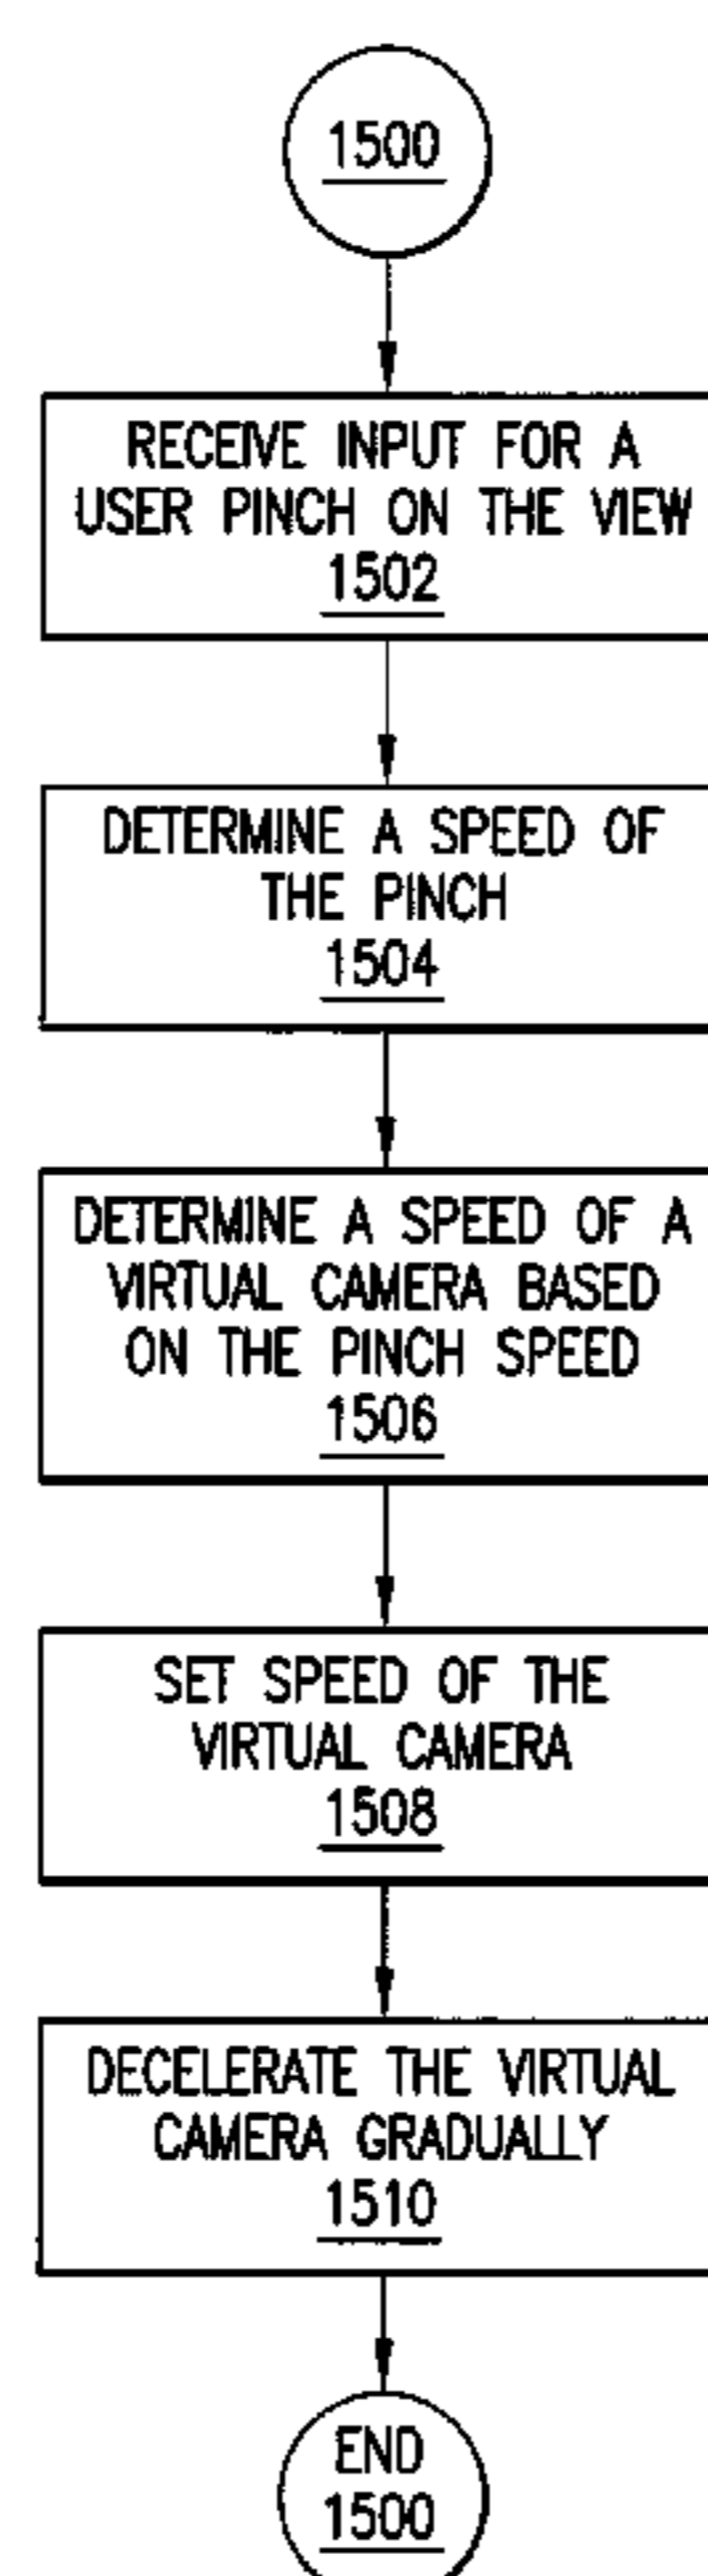 1500
RECEIVE INPUT FOR A
USER PINCH ON THE VIEW
1502
DETERMINE A SPEED OF
THE PINCH
1504
DETERMINE A SPEED OF A
VIRTUAL CAMERA BASED
ON THE PINCH SPEED
1506
SET SPEED OF THE
VIRTUAL CAMERA
1508
DECELERATE THE VIRTUAL
CAMERA GRADUALLY
1510
END
1500